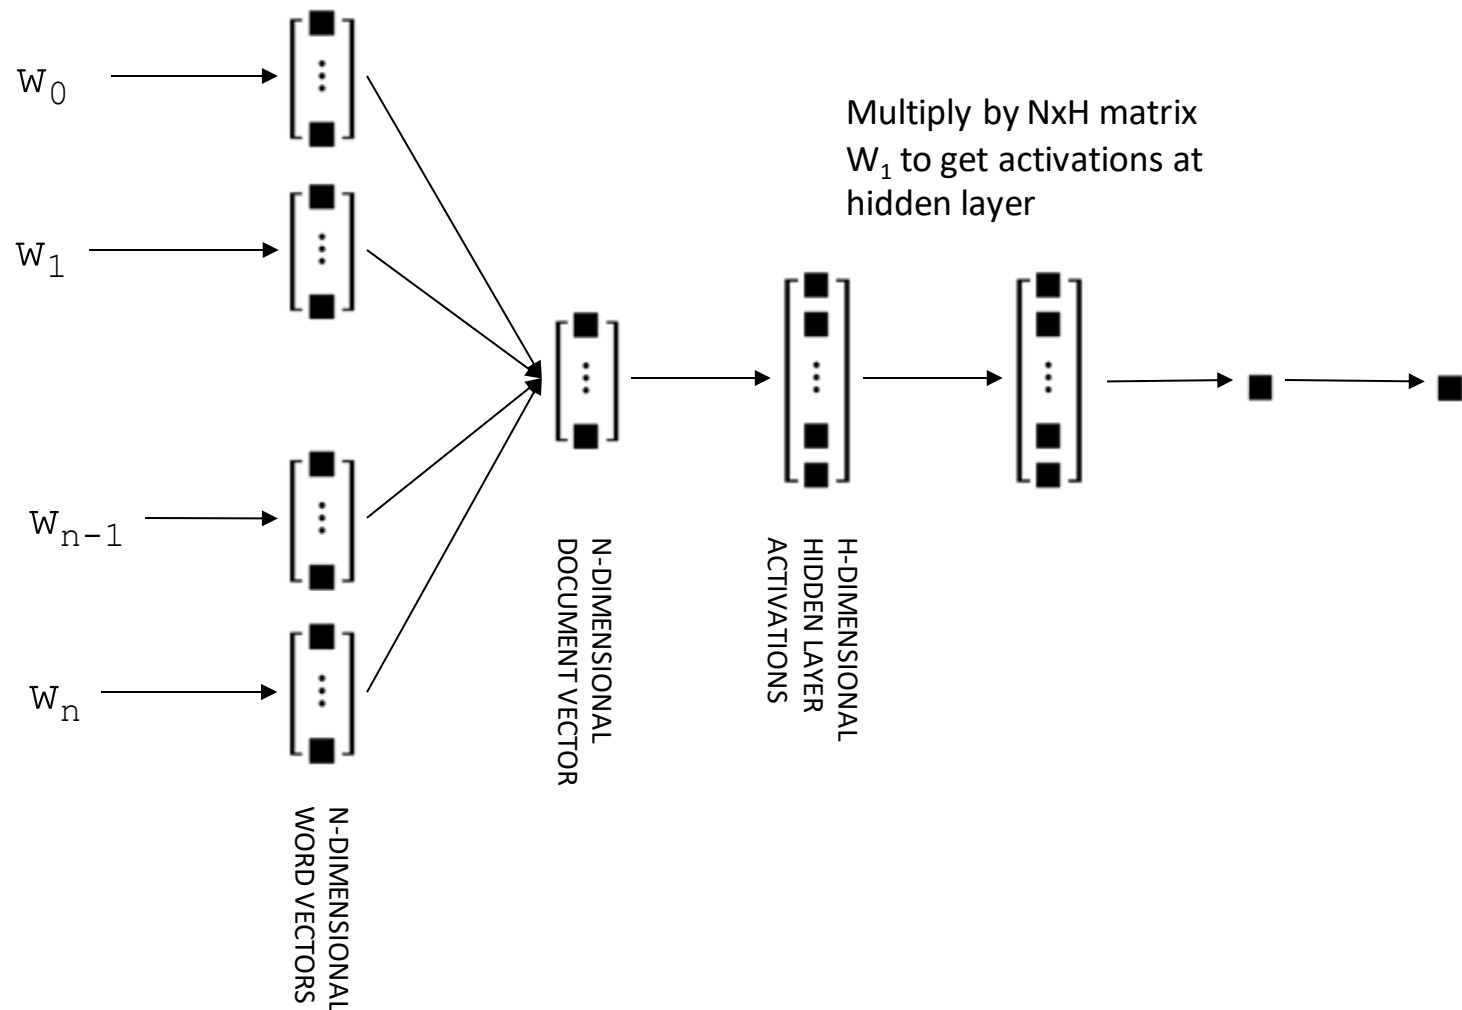 w0
Multiply by NxH matrix
W1 to get activations at
hidden layer
w1
wn-1
wn
N-DIMENSIONAL
WORD VECTORS
N-DIMENSIONAL
DOCUMENT VECTOR
H-DIMENSIONAL
HIDDEN LAYER
ACTIVATIONS